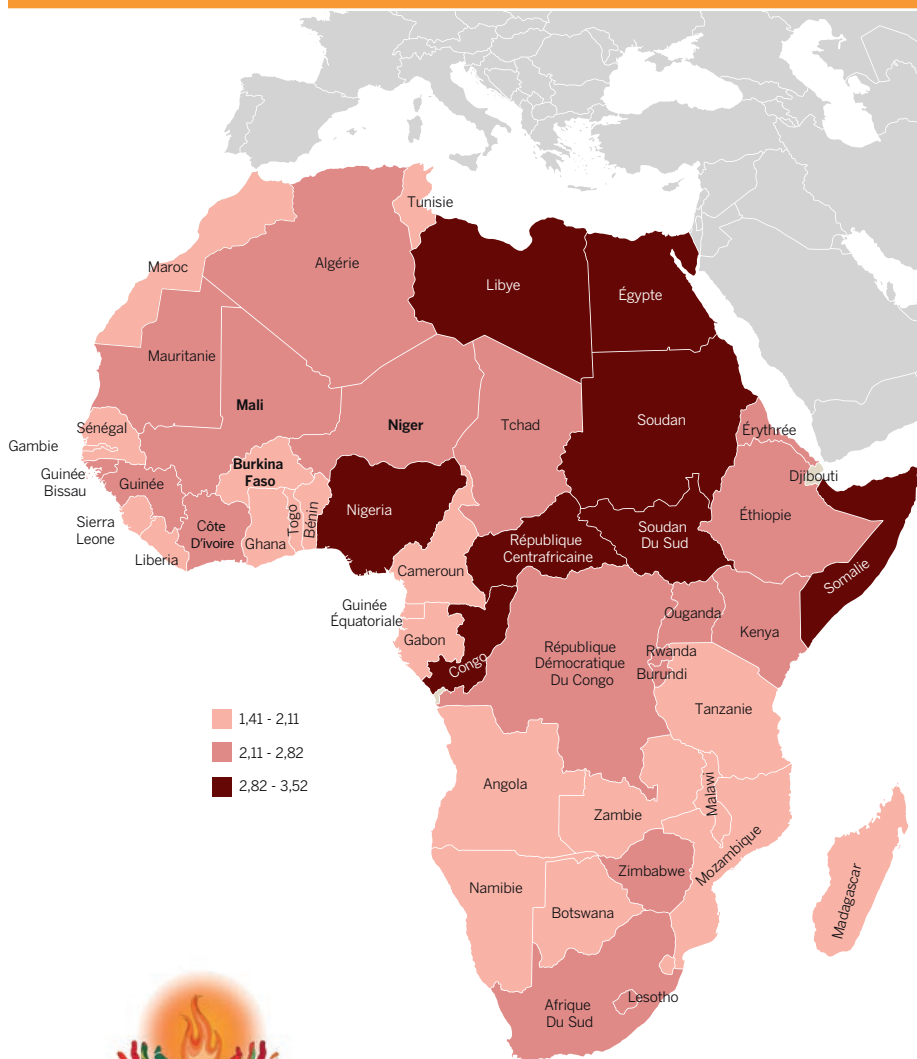 Tunisie
Maroc
Algérie
Libye
Égypte
Mauritanie
Mali
Niger
Tchad
Soudan
Érythrée
Sénégal
Gambie
Guinée
Bissau
Guinée
Burkina
Faso
Djibouti
Sierra
Leone
Liberia
Côte
D'ivoire
Ghana
Togo
Bénin
Nigeria
Éthiopie
République
Centrafricaine
Soudan
Du Sud
Somalie
Cameroun
Guinée
Équatoriale
Gabon
Congo
Ouganda
Kenya
Rwanda
Burundi
République
Démocratique
Du Congo
Tanzanie
1,41 - 2,11
2,11 - 2,82
2,82 - 3,52
Angola
Zambie
Malawi
Mozambique
Zimbabwe
Namibie
Botswana
Madagascar
Lesotho
Afrique
Du Sud